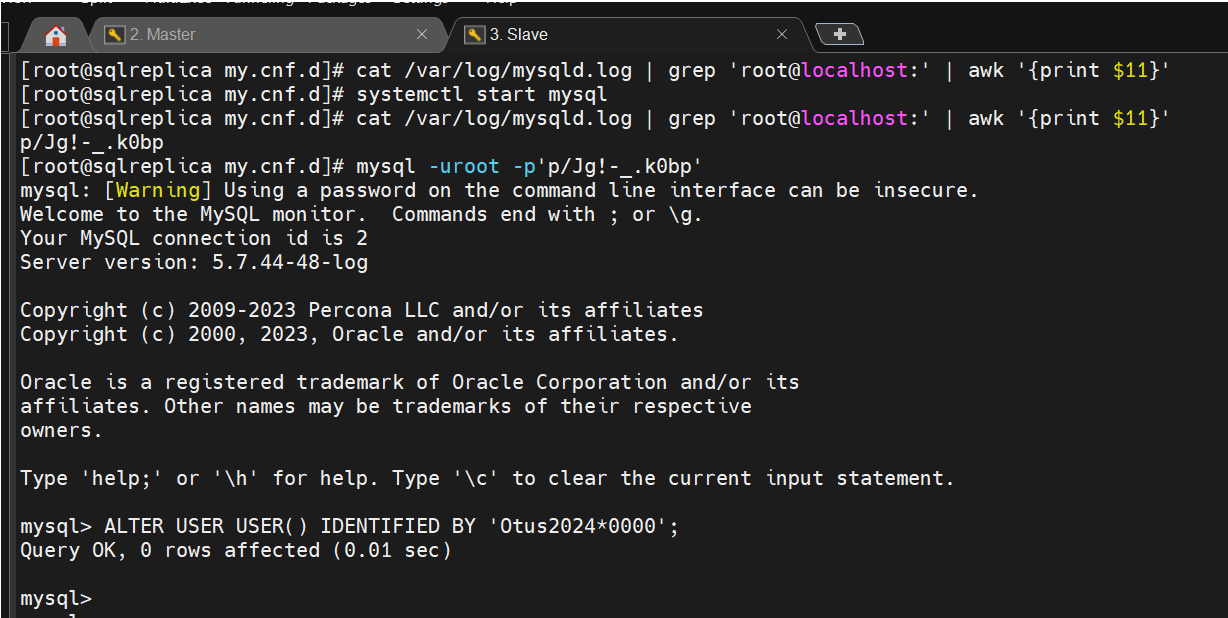 2. Master
3. Slave
[root@sqlreplica my.cnf.d]# cat /var/log/mysqld.log | grep 'root@localhost:' | awk '{print $11}'
[root@sqlreplica my.cnf.d]# systemctl start mysql
[root@sqlreplica my.cnf.d]# cat /var/log/mysqld.log | grep 'root@localhost:' | awk '{print $11}'
p/Jg!-_.k0bp
[root@sqlreplica my.cnf.d]# mysql -uroot -p'p/Jg!-_.k0bp'
mysql: [Warning] Using a password on the command line interface can be insecure.
Welcome to the MySQL monitor.  Commands end with ; or \g.
Your MySQL connection id is 2
Server version: 5.7.44-48-log
Copyright (c) 2009-2023 Percona LLC and/or its affiliates
Copyright (c) 2000, 2023, Oracle and/or its affiliates.
Oracle is a registered trademark of Oracle Corporation and/or its
affiliates. Other names may be trademarks of their respective
owners.
Type 'help;' or '\h' for help. Type '\c' to clear the current input statement.
mysql> ALTER USER USER() IDENTIFIED BY 'Otus2024*0000';
Query OK, 0 rows affected (0.01 sec)
mysql>